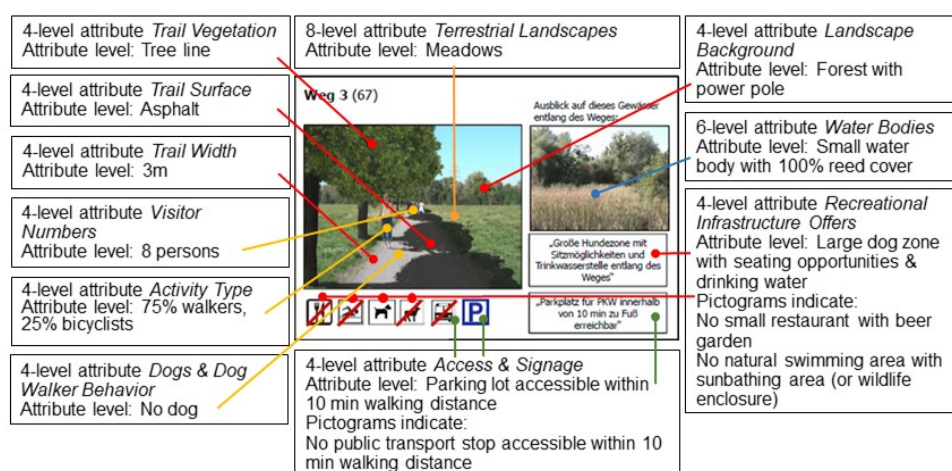 4-level attribute Trail Vegetation
Attribute level: Tree line
4-level attribute Trail Surface
Attribute level: Asphalt
4-level attribute Trail Width
Attribute level: 3m
4-level attribute Visitor
Numbers
Attribute level: 8 persons
4-level attribute Activity Type
Attribute level: 75% walkers,
25% bicyclists
4-level attribute Dogs & Dog
Walker Behavior
Attribute level: No dog
8-level attribute Terrestrial Landscapes
Attribute level: Meadows
Weg 3 (67)
Ausblick auf dieses Gewässer
entlang des Weges:
„Große Hundezone mit
Sitzmöglichkeiten und
Trinkwasserstelle entlang des
Weges"
„Parkplatz für PKW innerhalb
von 10 min zu Fuß
erreichbar"
P
4-level attribute Access & Signage
Attribute level: Parking lot accessible within
10 min walking distance
Pictograms indicate:
No public transport stop accessible within 10
min walking distance
4-level attribute Landscape
Background
Attribute level: Forest with
power pole
6-level attribute Water Bodies
Attribute level: Small water
body with 100% reed cover
4-level attribute Recreational
Infrastructure Offers
Attribute level: Large dog zone
with seating opportunities &
drinking water
Pictograms indicate:
No small restaurant with beer
garden
No natural swimming area with
sunbathing area (or wildlife
enclosure)